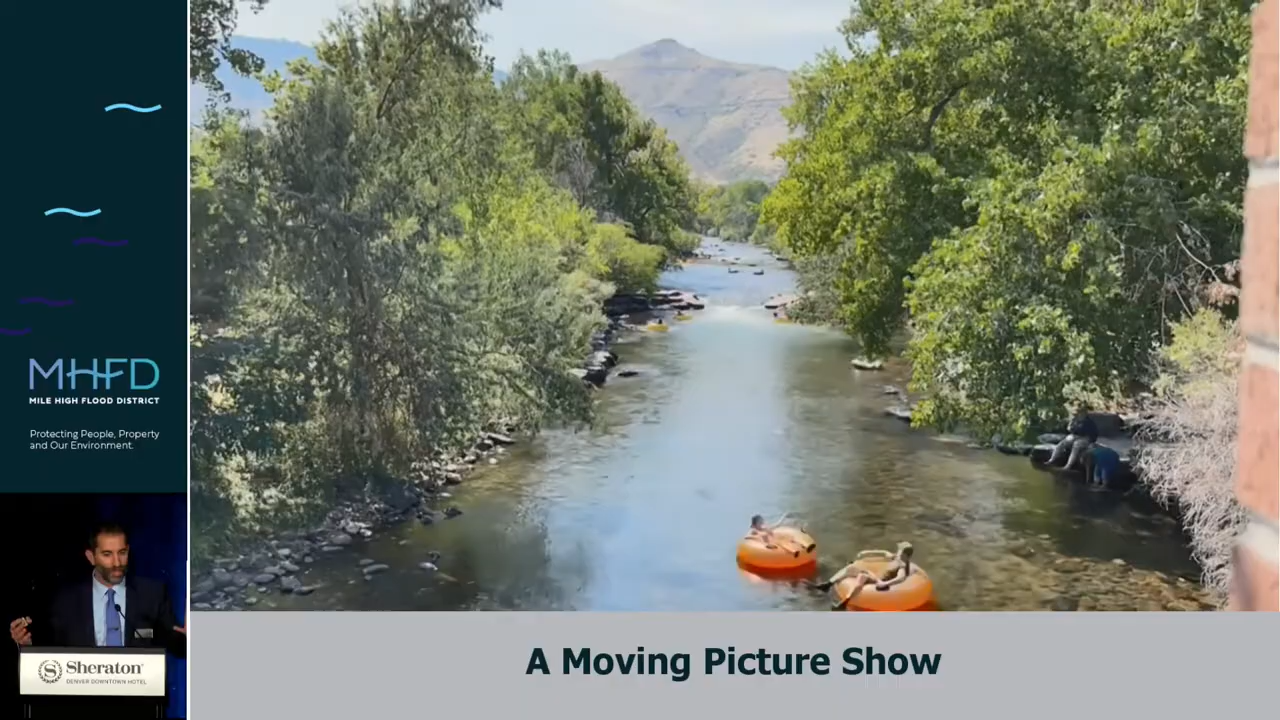 MHFD
MILE HIGH FLOOD DISTRICT
Protecting People, Property
and Our Environment.
Sheraton
DENVER DOWNTOWN HOTEL
A Moving Picture Show